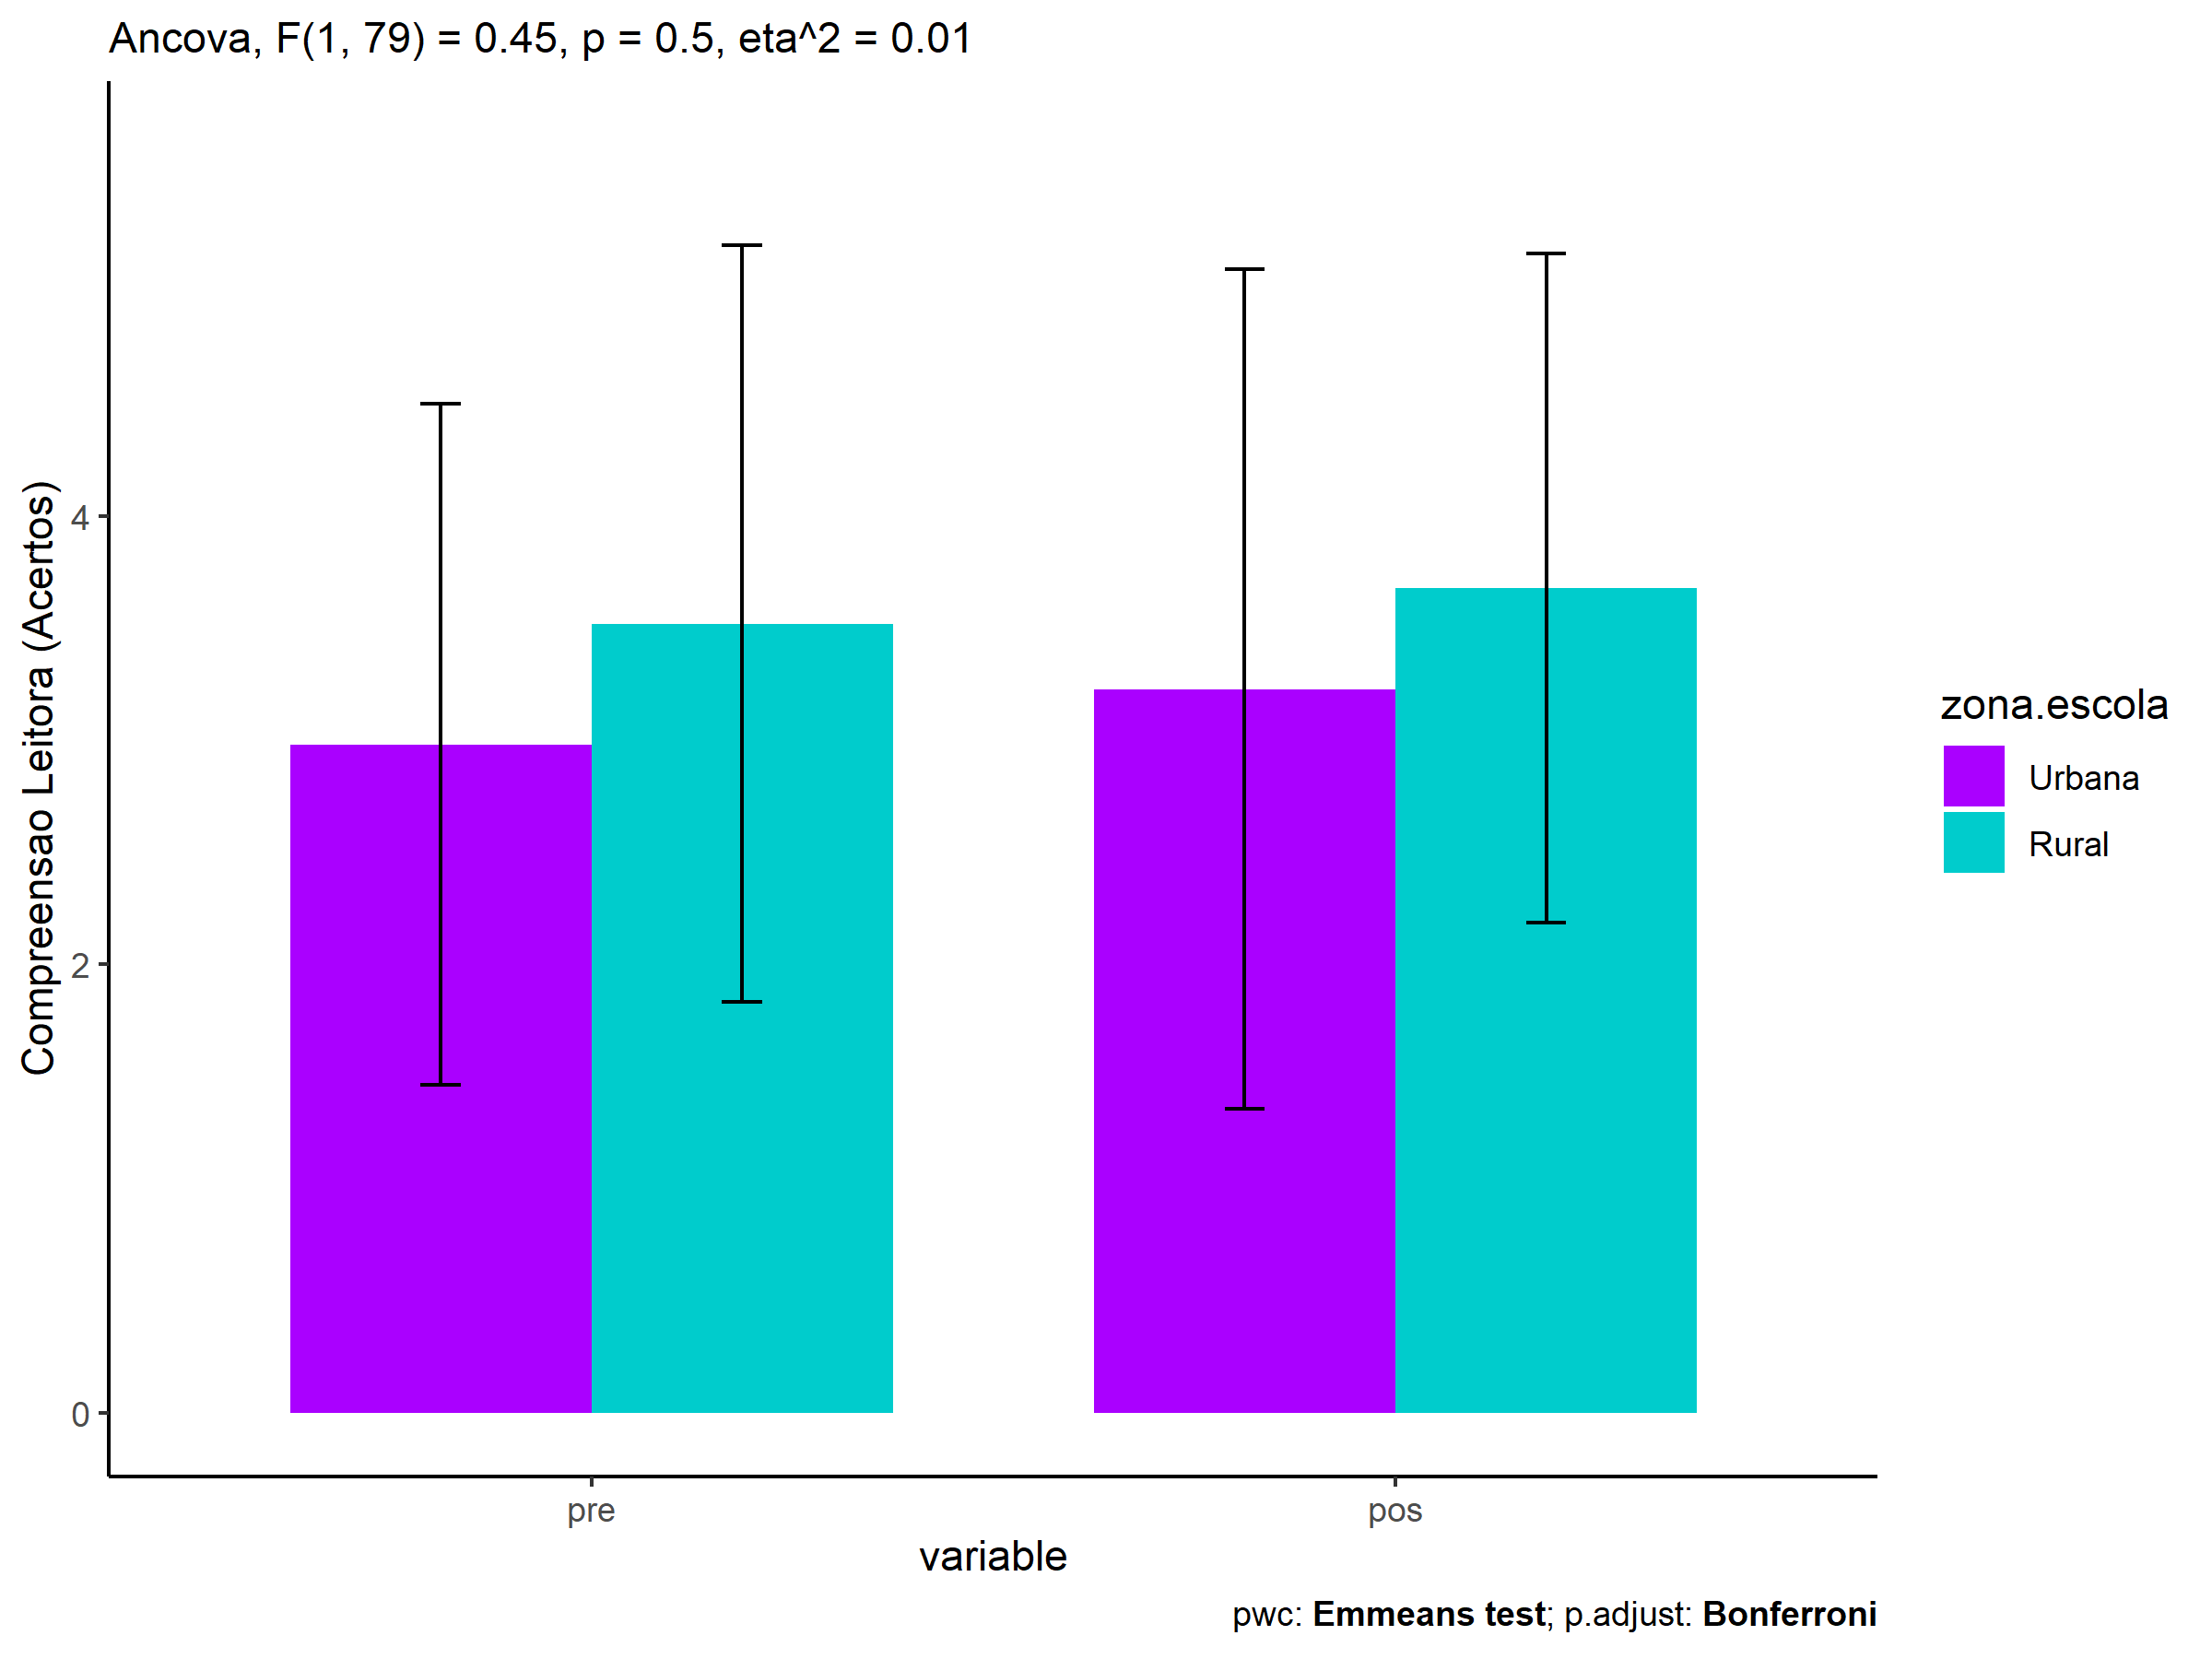 Ancova, F(1, 79) = 0.45, p = 0.5, eta^2 = 0.01
Compreensao Leitora (Acertos)
4
2
0
pre
pos
variable
zona.escola
Urbana
Rural
pwc: Emmeans test; p.adjust: Bonferroni